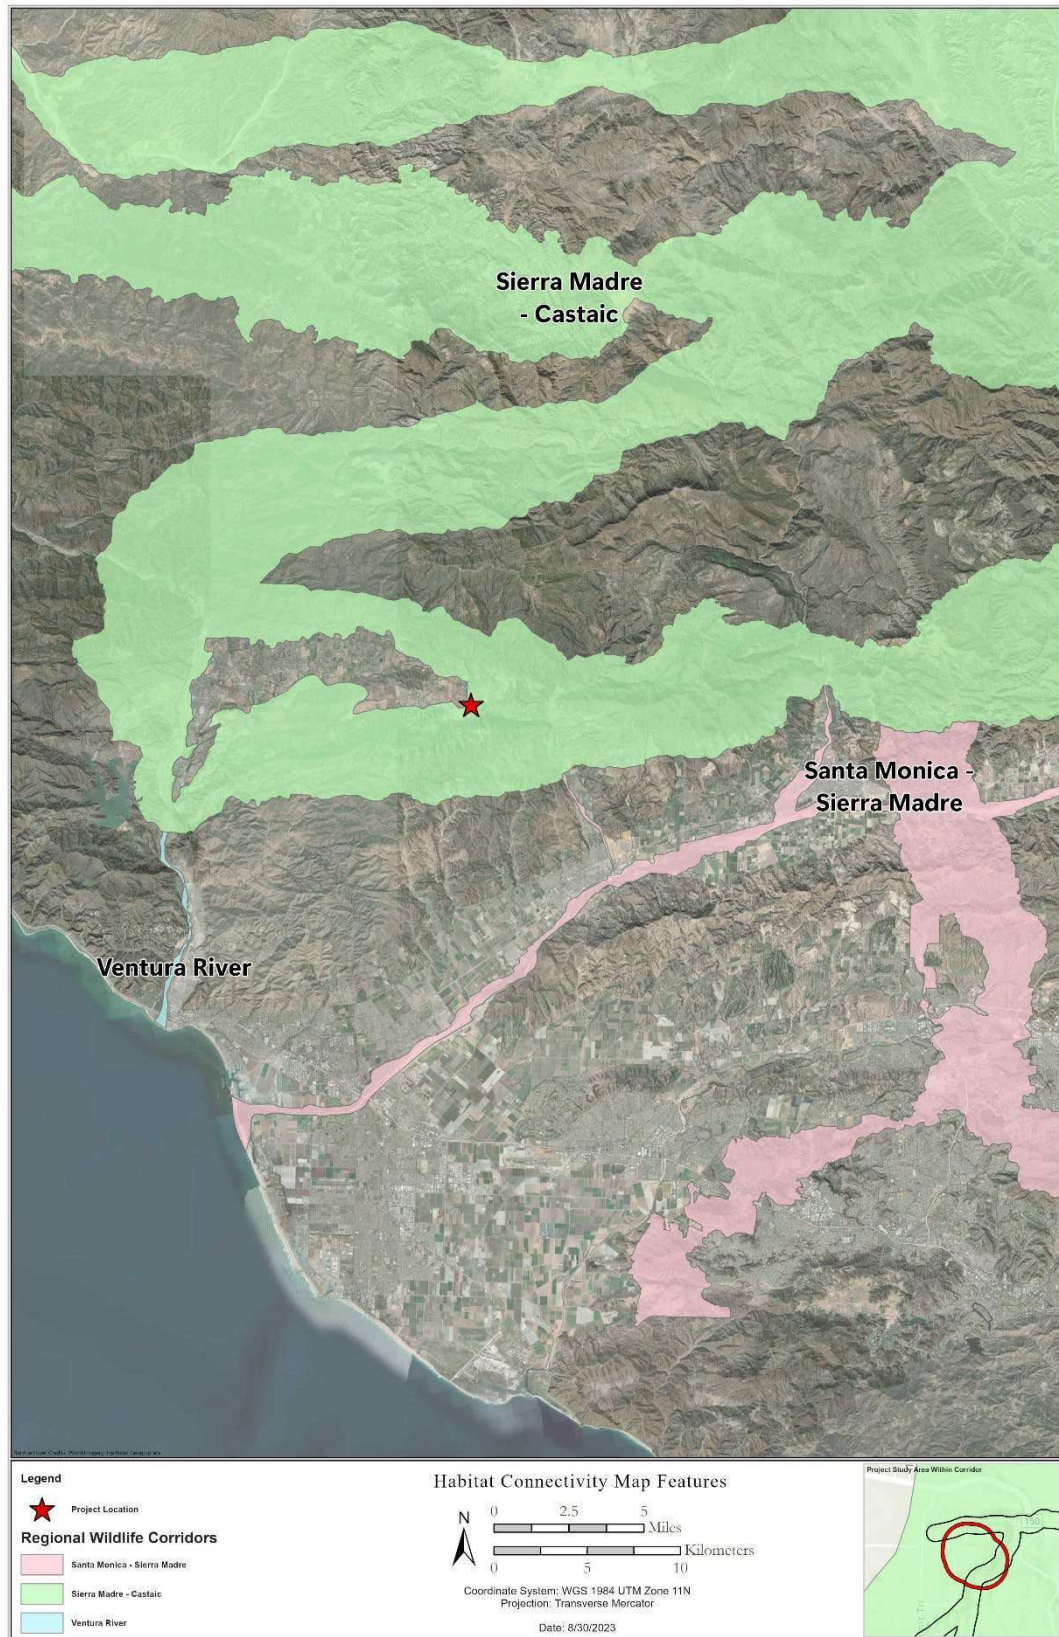 Sierra Madre
- Castaic
Santa Monica -
Sierra Madre
Ventura River
Legend
Project Location
Regional Wildlife Corridors
Santa Monica - Sierra Madre
Sierra Madre - Castaic
Ventura River
Habitat Connectivity Map Features
N
0 2.5 5
Miles
Kilometers
0 5 10
Coordinate System: WGS 1984 UTM Zone 11N
Projection: Transverse Mercator
Date: 8/30/2023
Project Study Area Within Corridor
150